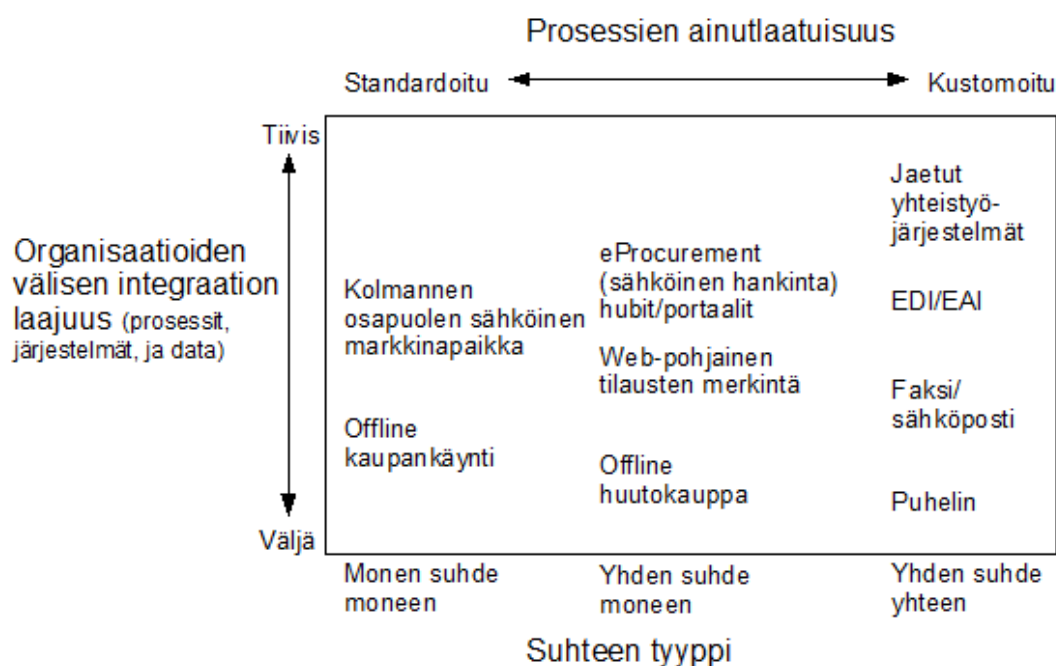 Prosessien ainutlaatuisuus
Standardoitu
Kustomoitu
Tiivis
Organisaatioiden
välisen integraation
laajuus (prosessit,
järjestelmät, ja data)
Väljä
Kolmannen
osapuolen sähköinen
markkinapaikka
Offline
kaupankäynti
eProcurement
(sähköinen hankinta)
hubit/portaalit
Web-pohjainen
tilausten merkintä
Offline
huutokauppa
Jaetut
yhteistyö-
järjestelmät
EDI/EAI
Faksi/
sähköposti
Puhelin
Monen suhde
moneen
Yhden suhde
moneen
Yhden suhde
yhteen
Suhteen tyyppi